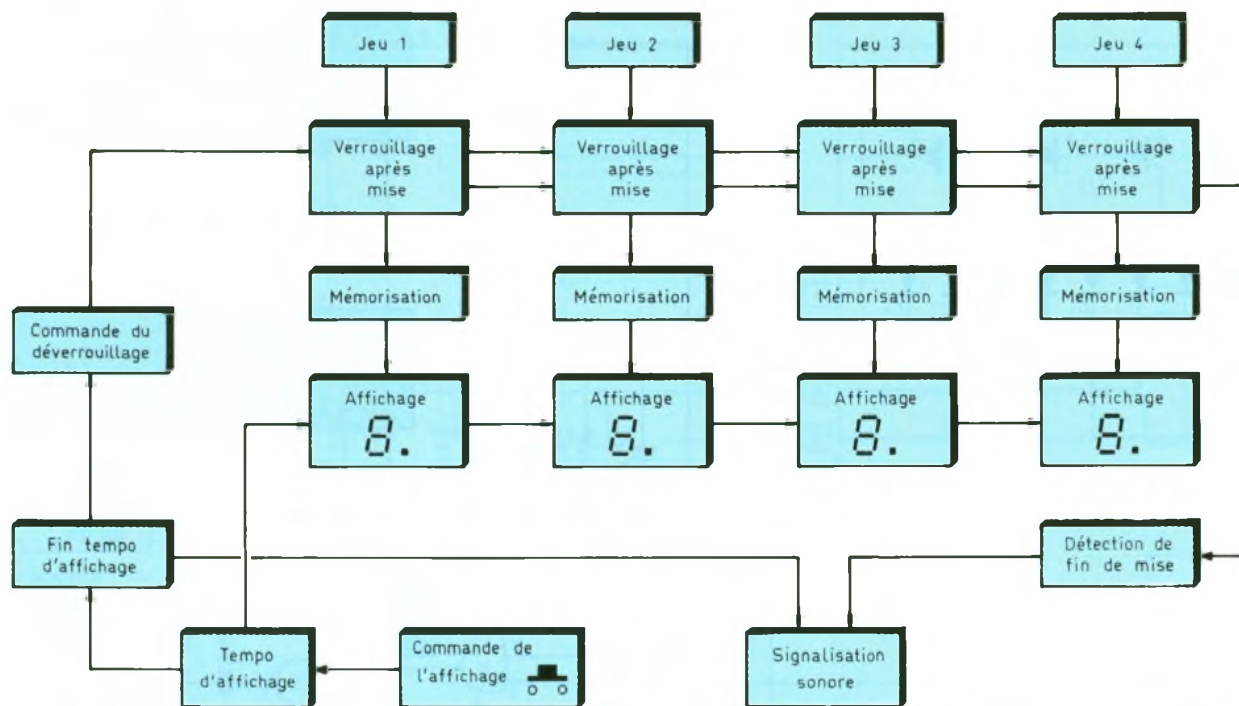 Jeu 1
Jeu 2
Jeu 3
Jeu 4
Verrouillage
après
mise
Verrouillage
après
mise
Verrouillage
après
mise
Verrouillage
après
mise
Mémorisation
Mémorisation
Mémorisation
Mémorisation
Commande du
déverrouillage
Affichage
8.
Affichage
8.
Affichage
8.
Affichage
8.
Fin tempo
d'affichage
Détection de
fin de mise
Tempo
d'affichage
Commande de
l'affichage
Signalisation
sonore